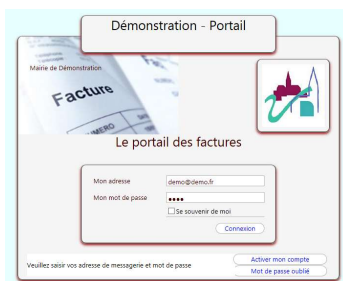 Démonstration - Portail
Mairie de Démonstration
Facture
NUMERO
Le portail des factures
Mon adresse demo@demo.fr
Mon mot de passe ••••
Se souvenir de moi
Connexion
Activer mon compte
Veuillez saisir vos adresse de messagerie et mot de passe
Mot de passe oublié